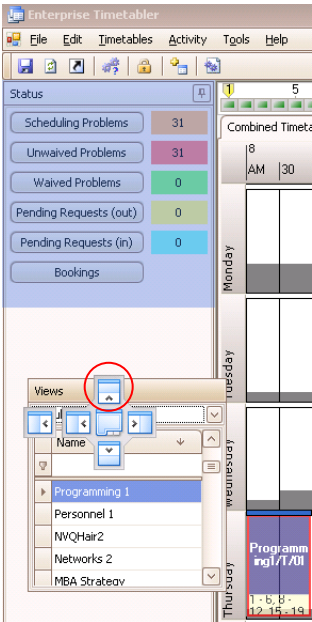 Enterprise Timetabler
File Edit Timetables Activity Tools Help
Status
1 5
Scheduling Problems 31
Combined Timeta
Unwaived Problems 31
8
Waived Problems 0
AM 30
Pending Requests (out) 0
Pending Requests (in) 0
Bookings
Monday
Tuesday
Views
Name
Programming 1
Personnel 1
NVQHair2
Networks 2
MBA Strategy
Thursday
Programm
ing1/T/01
1 - 6, 8 -
12 15 - 19